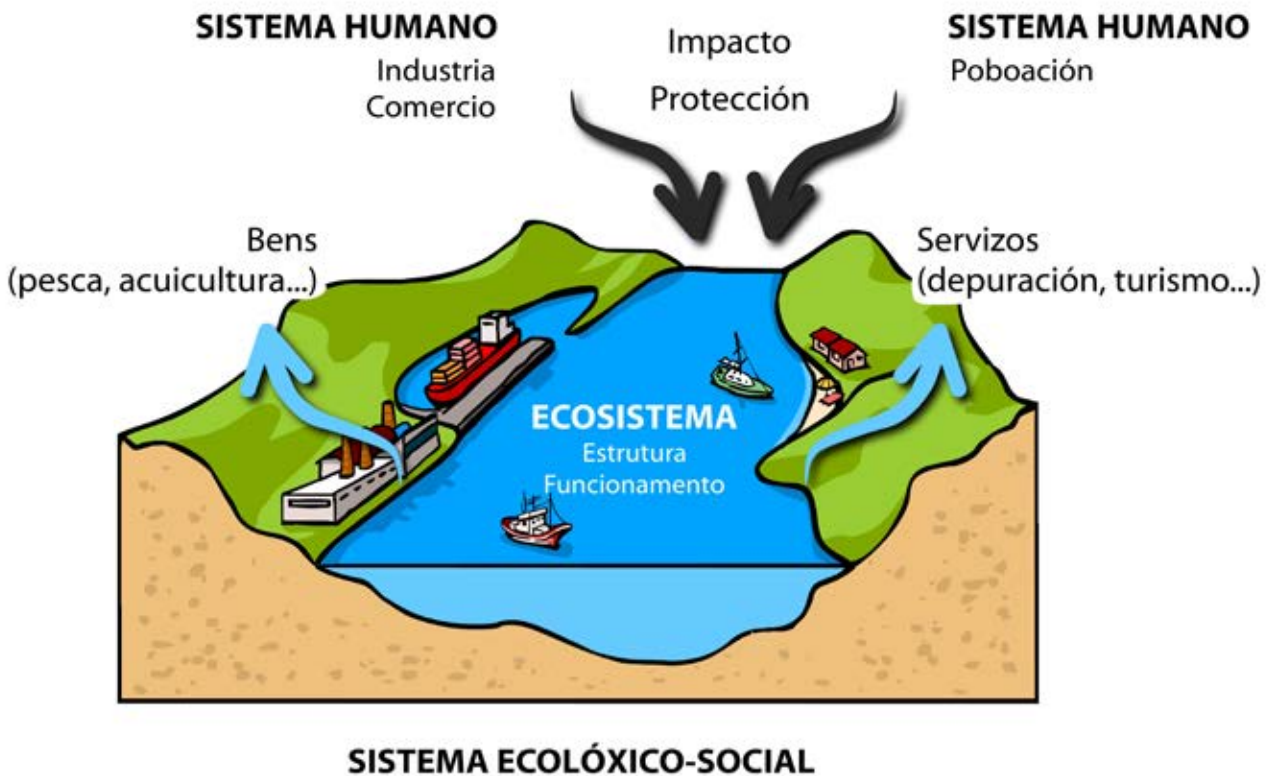 SISTEMA HUMANO
Industria
Comercio
Impacto
Protección
SISTEMA HUMANO
Poboación
Bens
(pesca, acuicultura...)
Servizos
(depuración, turismo...)
ECOSISTEMA
Estrutura
Funcionamento
SISTEMA ECOLÓXICO-SOCIAL